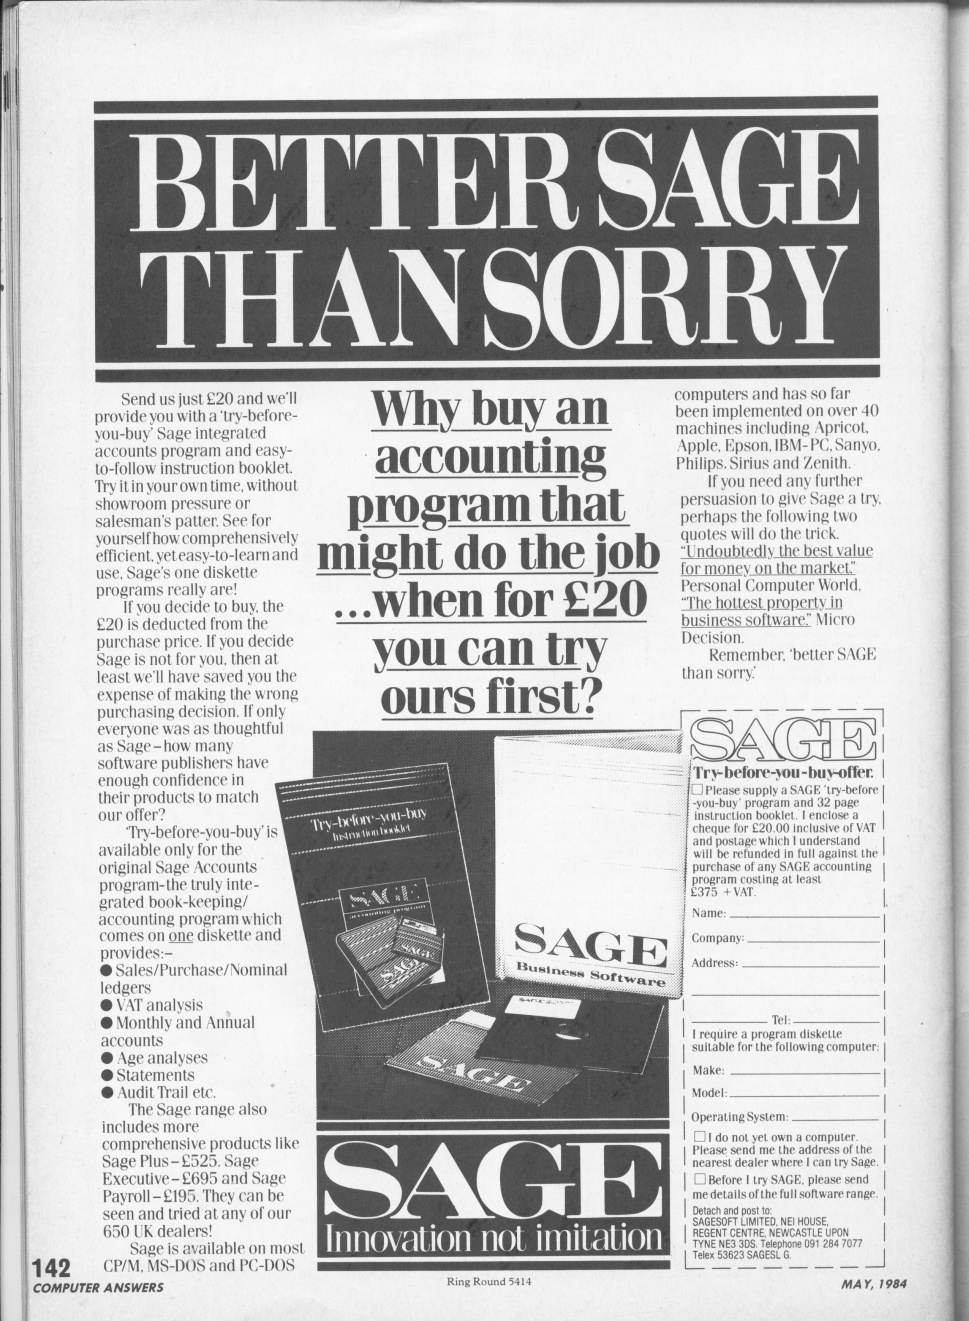 BETTER SAGE
THAN SORRY
Send us just £20 and we'll
provide you with a 'try-before-
you-buy' Sage integrated
accounts program and easy-
to-follow instruction booklet.
Try it in your own time, without
showroom pressure or
salesman's patter. See for
yourself how comprehensively
efficient, yet easy-to-learn and
use, Sage's one diskette
programs really are!
If you decide to buy, the
£20 is deducted from the
purchase price. If you decide
Sage is not for you, then at
least we'll have saved you the
expense of making the wrong
purchasing decision. If only
everyone was as thoughtful
as Sage – how many
software publishers have
enough confidence in
their products to match
our offer?
'Try-before-you-buy' is
available only for the
original Sage Accounts
program-the truly inte-
grated book-keeping/
accounting program which
comes on one diskette and
provides:–
● Sales/Purchase/Nominal
ledgers
● VAT analysis
● Monthly and Annual
accounts
● Age analyses
● Statements
● Audit Trail etc.
The Sage range also
includes more
comprehensive products like
Sage Plus – £525. Sage
Executive – £695 and Sage
Payroll – £195. They can be
seen and tried at any of our
650 UK dealers!
Sage is available on most
CP/M, MS-DOS and PC-DOS
Why buy an
accounting
program that
might do the job
...when for £20
you can try
ours first?
Try-before-you-buy
Instruction booklet
SAGE
SAGE
SAGE
SAGE
Business Software
SAGE
SAGE
SAGE
Innovation not imitation
computers and has so far
been implemented on over 40
machines including Apricot,
Apple, Epson, IBM-PC, Sanyo,
Philips, Sirius and Zenith.
If you need any further
persuasion to give Sage a try,
perhaps the following two
quotes will do the trick.
"Undoubtedly the best value
for money on the market."
Personal Computer World.
"The hottest property in
business software." Micro
Decision.
Remember, 'better SAGE
than sorry.'
SAGE
Try-before-you-buy-offer.
☐ Please supply a SAGE 'try-before
-you-buy' program and 32 page
instruction booklet. I enclose a
cheque for £20.00 inclusive of VAT
and postage which I understand
will be refunded in full against the
purchase of any SAGE accounting
program costing at least
£375 + VAT.
Name:
Company:
Address:
Tel:
I require a program diskette
suitable for the following computer:
Make:
Model:
Operating System:
☐ I do not yet own a computer.
Please send me the address of the
nearest dealer where I can try Sage.
☐ Before I try SAGE, please send
me details of the full software range.
Detach and post to:
SAGESOFT LIMITED, NEI HOUSE,
REGENT CENTRE, NEWCASTLE UPON
TYNE NE3 3DS. Telephone 091 284 7077
Telex 53623 SAGESL G.
142
COMPUTER ANSWERS
Ring Round 5414
MAY, 1984